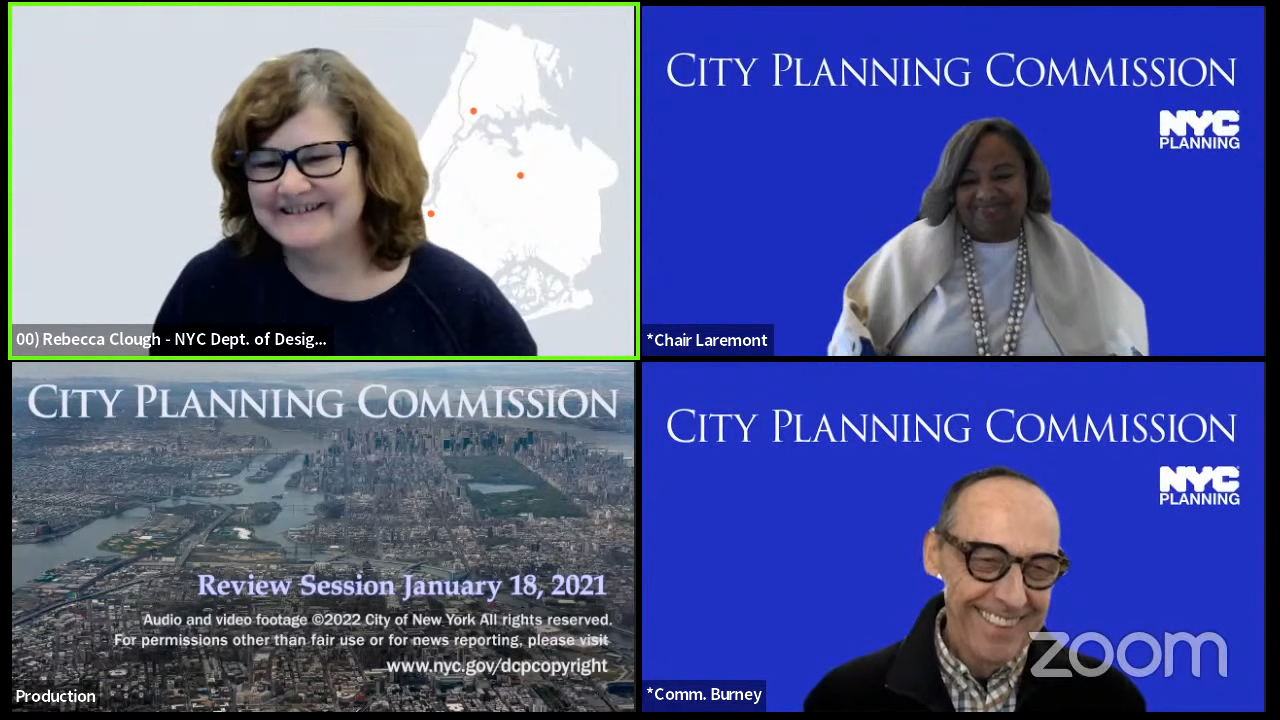 00) Rebecca Clough - NYC Dept. of Desig...
CITY PLANNING COMMISSION
NYC
PLANNING
*Chair Laremont
CITY PLANNING COMMISSION
Review Session January 18, 2021
Audio and video footage ©2022 City of New York All rights reserved.
For permissions other than fair use or for news reporting, please visit
www.nyc.gov/dcpcopyright
Production
CITY PLANNING COMMISSION
NYC
PLANNING
zoom
*Comm. Burney